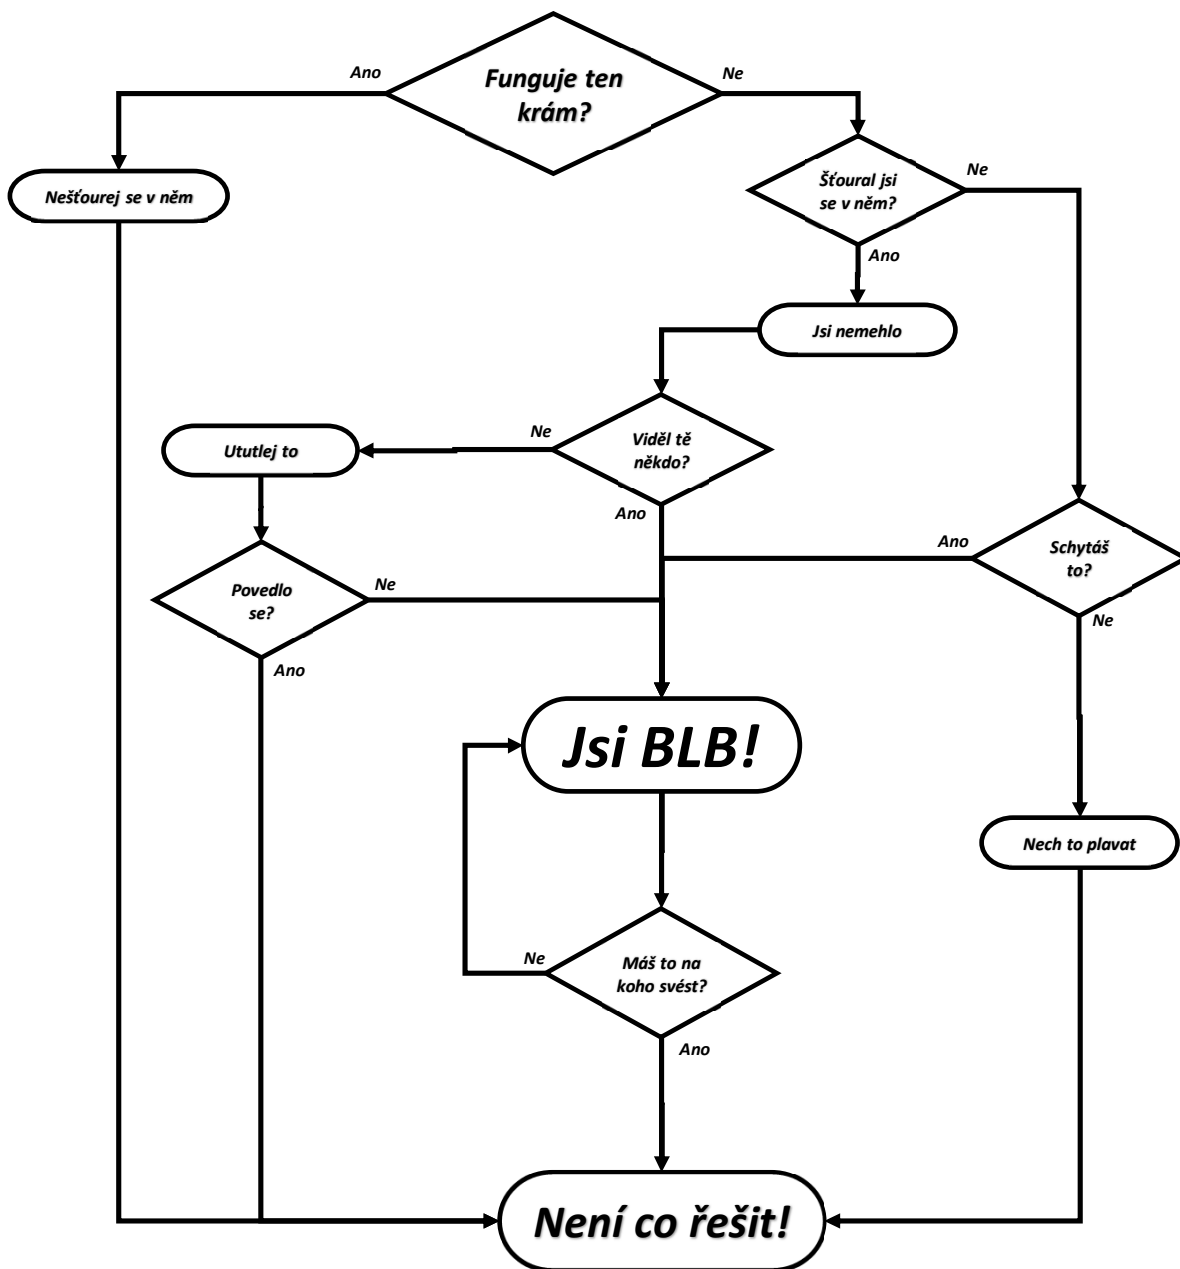 Ano
Funguje ten
krám?
Ne
Nešťourej se v něm
Šťoural jsi
se v něm?
Ne
Ano
Jsi nemehlo
Ututlej to
Ne
Viděl tě
někdo?
Ano
Ano
Schytáš
to?
Ne
Povedlo
se?
Ne
Ano
Jsi BLB!
Nech to plavat
Ne
Máš to na
koho svést?
Ano
Není co řešit!